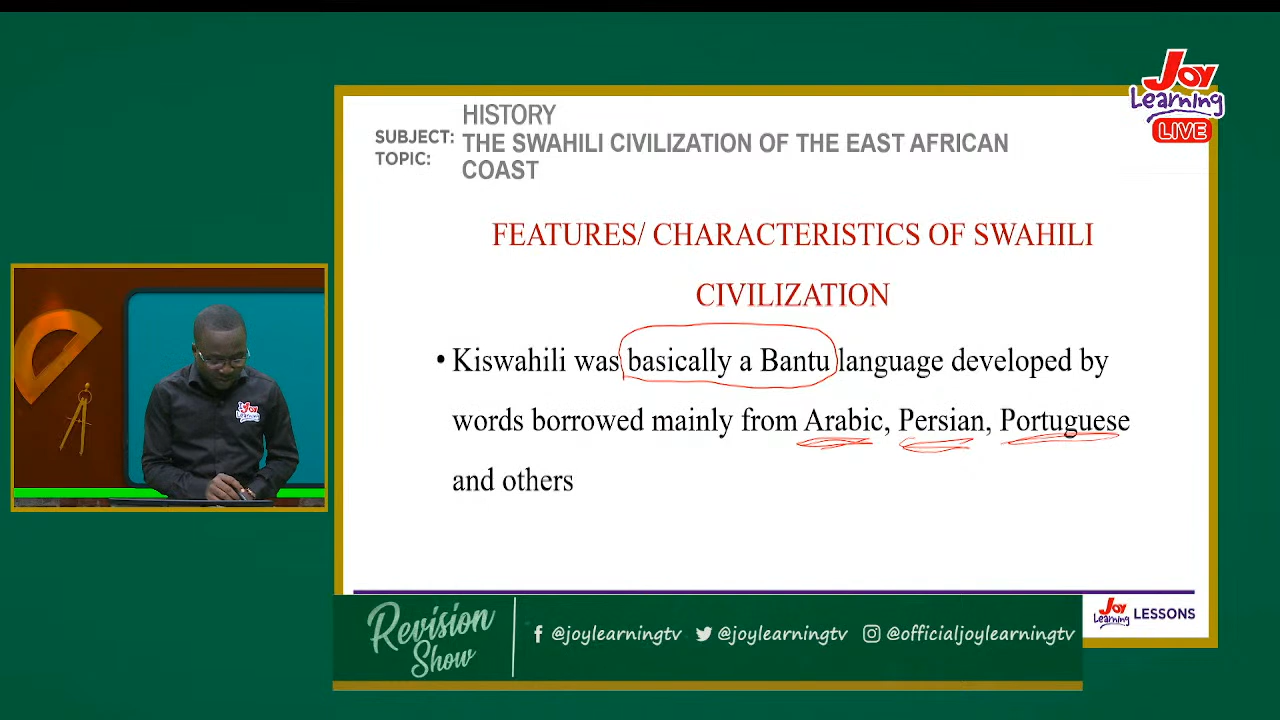 Joy
Learning
LIVE
HISTORY
SUBJECT: THE SWAHILI CIVILIZATION OF THE EAST AFRICAN
TOPIC: COAST
FEATURES/ CHARACTERISTICS OF SWAHILI
CIVILIZATION
• Kiswahili was basically a Bantu language developed by
words borrowed mainly from Arabic, Persian, Portuguese
and others
Joy
Learning
Joy
Learning LESSONS
Revision
Show
@joylearningtv @joylearningtv @officialjoylearningtv